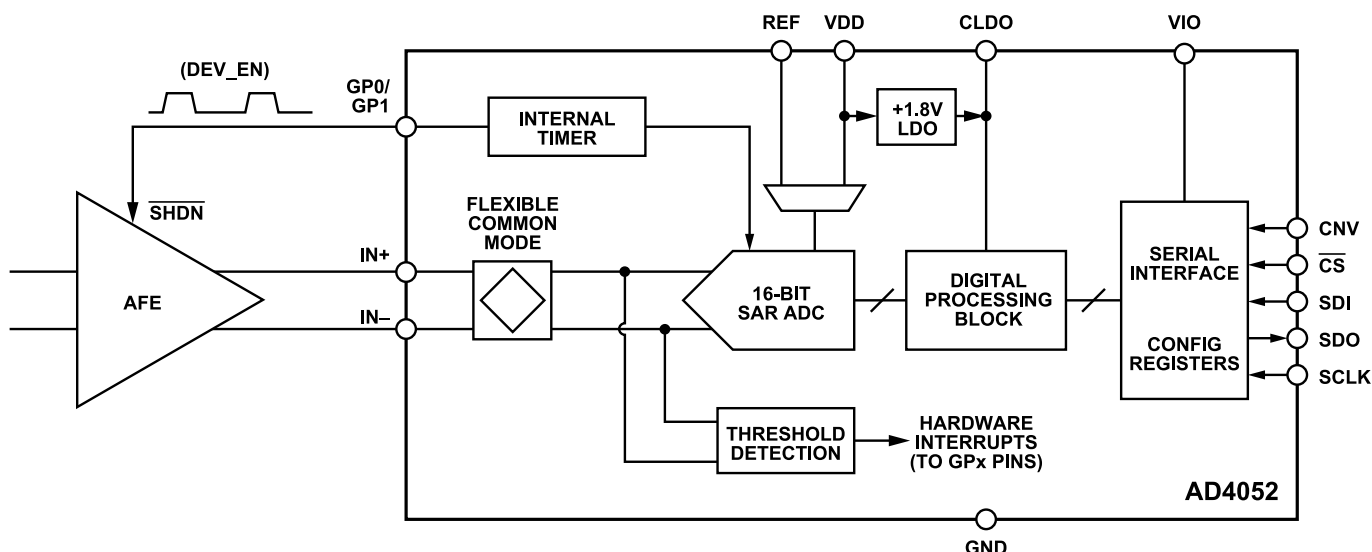 REF
VDD
CLDO
VIO
(DEV_EN)
GP0/
GP1
INTERNAL
TIMER
+1.8V
LDO
SHDN
FLEXIBLE
COMMON
MODE
IN+
IN–
AFE
16-BIT
SAR ADC
DIGITAL
PROCESSING
BLOCK
SERIAL
INTERFACE
CONFIG
REGISTERS
CNV
CS
SDI
SDO
SCLK
THRESHOLD
DETECTION
HARDWARE
INTERRUPTS
(TO GPx PINS)
AD4052
GND